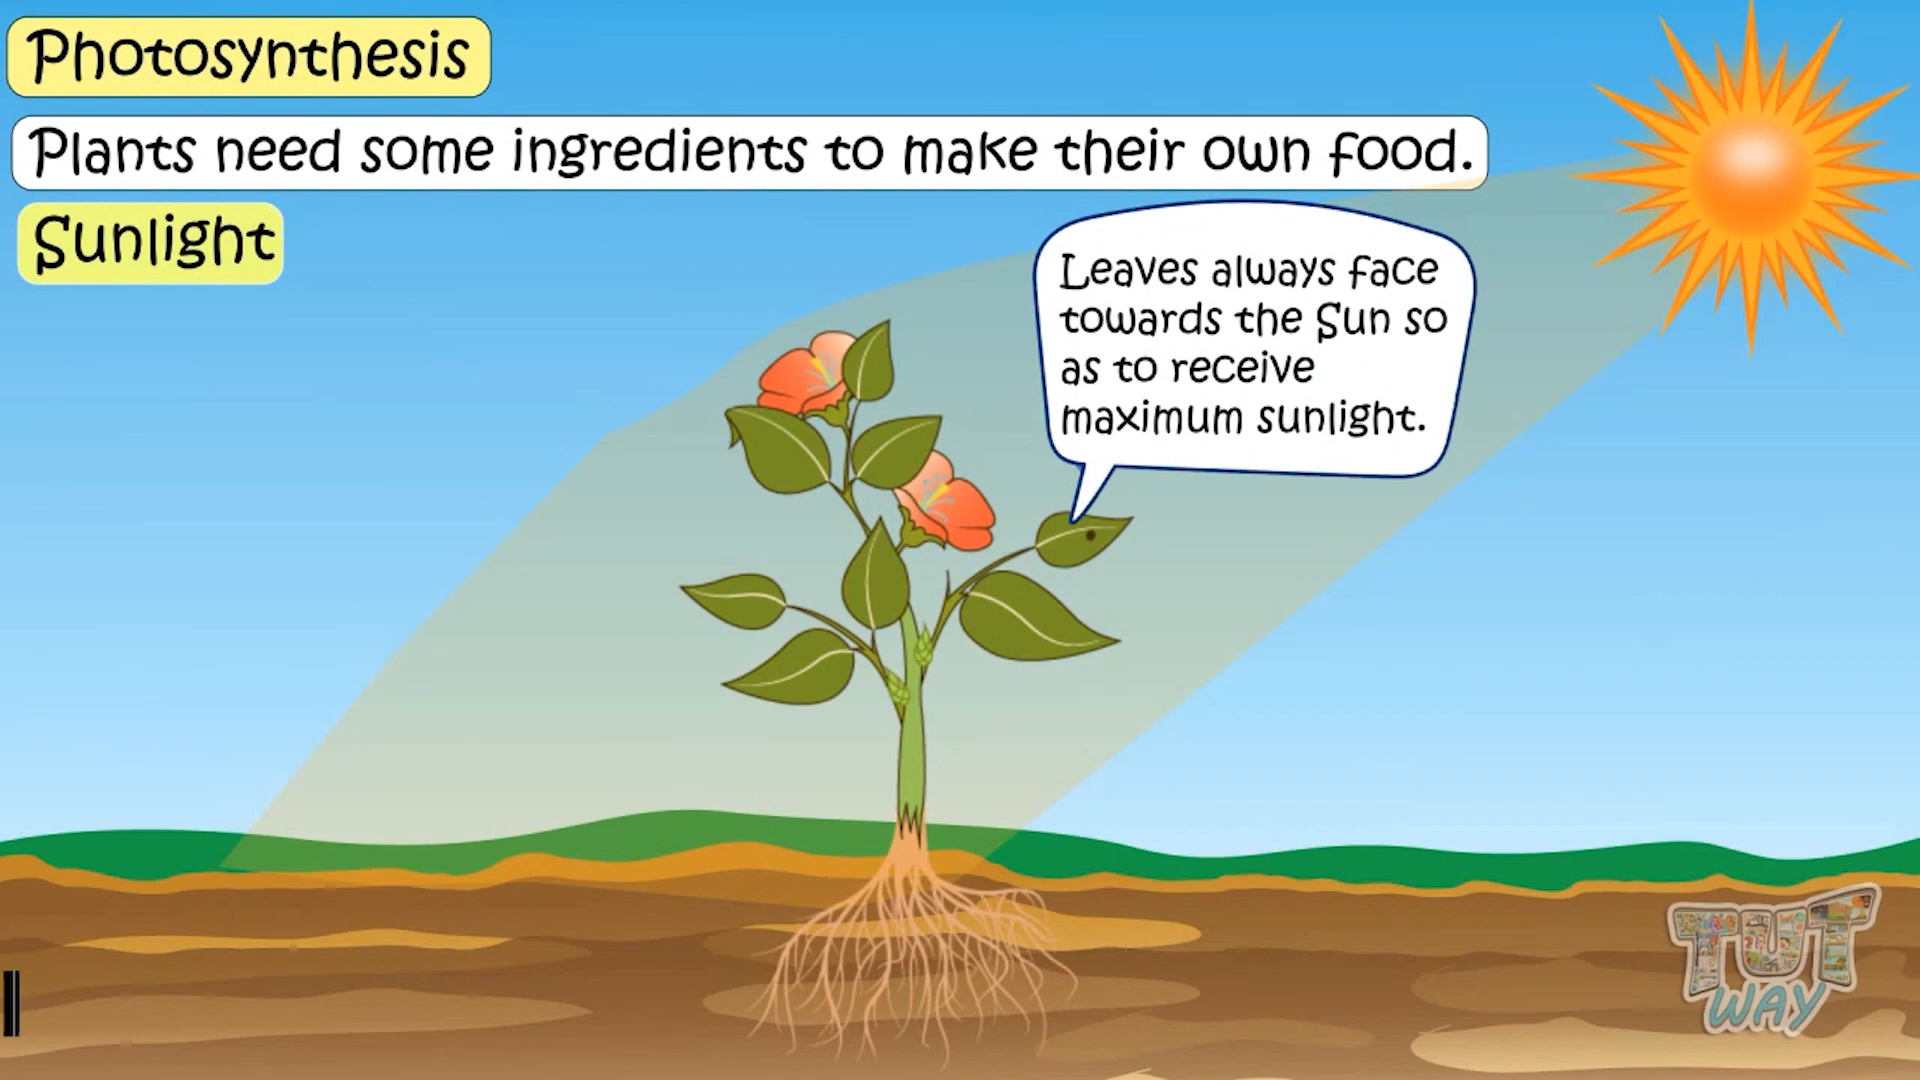 Photosynthesis
Plants need some ingredients to make their own food.
Sunlight
Leaves always face
towards the Sun so
as to receive
maximum sunlight.
TUT
WAY